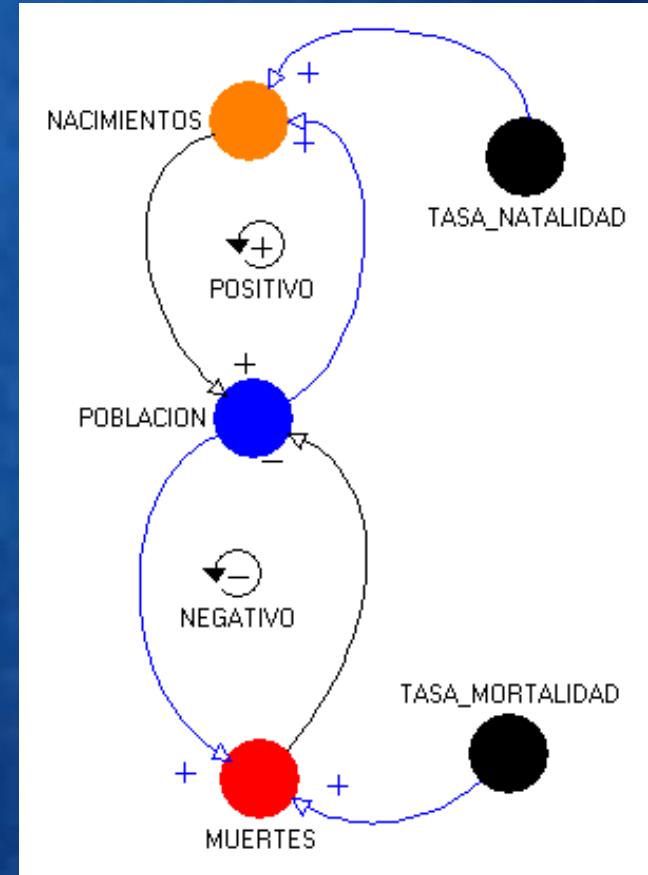 +
NACIMIENTOS
+
TASA_NATALIDAD
+
POSITIVO
+
POBLACION
−
−
NEGATIVO
TASA_MORTALIDAD
+
+
MUERTES